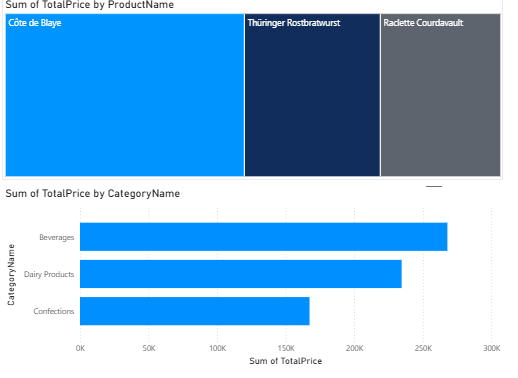 Sum of TotalPrice by ProductName
Côte de Blaye
Thüringer Rostbratwurst
Raclette Courdavault
Sum of TotalPrice by CategoryName
CategoryName
Beverages
Dairy Products
Confections
0K 50K 100K 150K 200K 250K 300K
Sum of TotalPrice